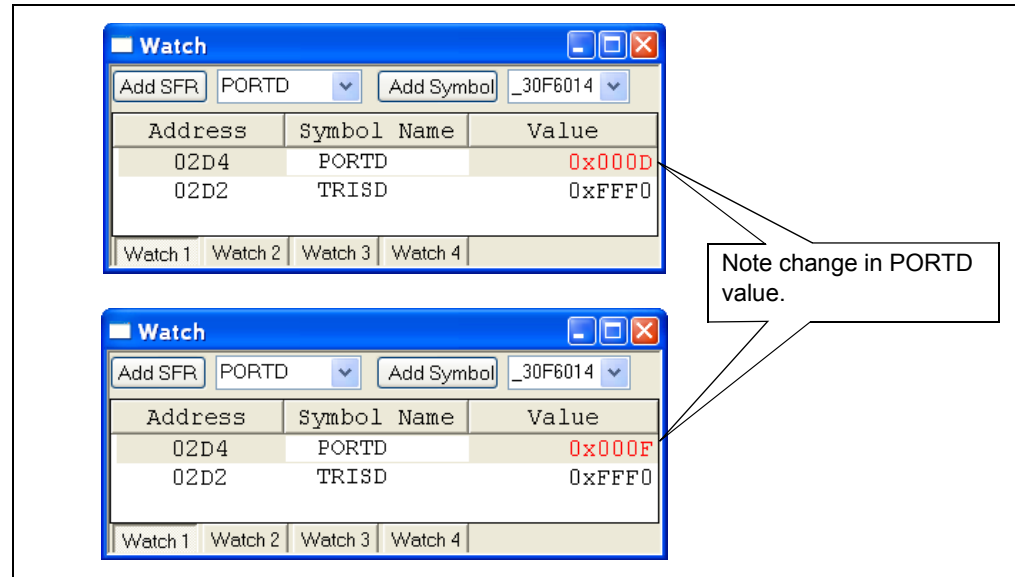 Watch
Add SFR PORTD Add Symbol _30F6014
Address Symbol Name Value
02D4 PORTD 0x000D
02D2 TRISD 0xFFF0
Watch 1 Watch 2 Watch 3 Watch 4
Note change in PORTD
value.
Watch
Add SFR PORTD Add Symbol _30F6014
Address Symbol Name Value
02D4 PORTD 0x000F
02D2 TRISD 0xFFF0
Watch 1 Watch 2 Watch 3 Watch 4